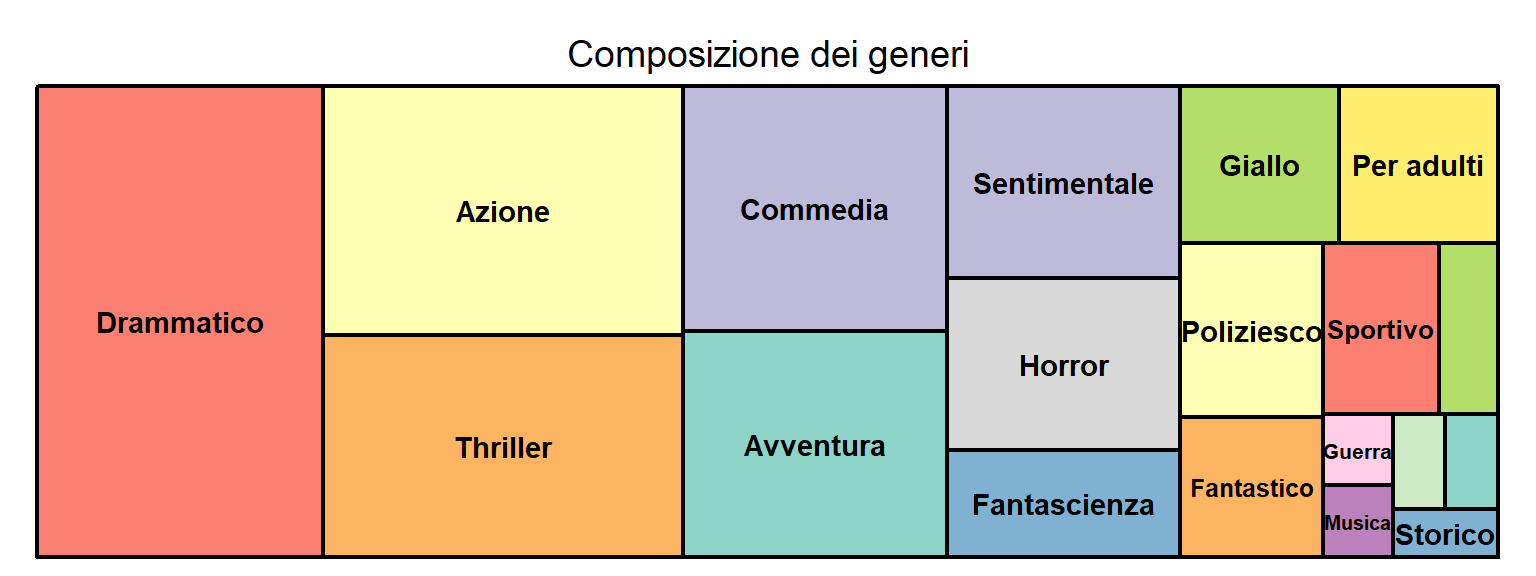 Composizione dei generi
Drammatico
Azione
Thriller
Commedia
Avventura
Sentimentale
Horror
Fantascienza
Giallo
Per adulti
Poliziesco
Sportivo
Fantastico
Guerra
Musica
Storico